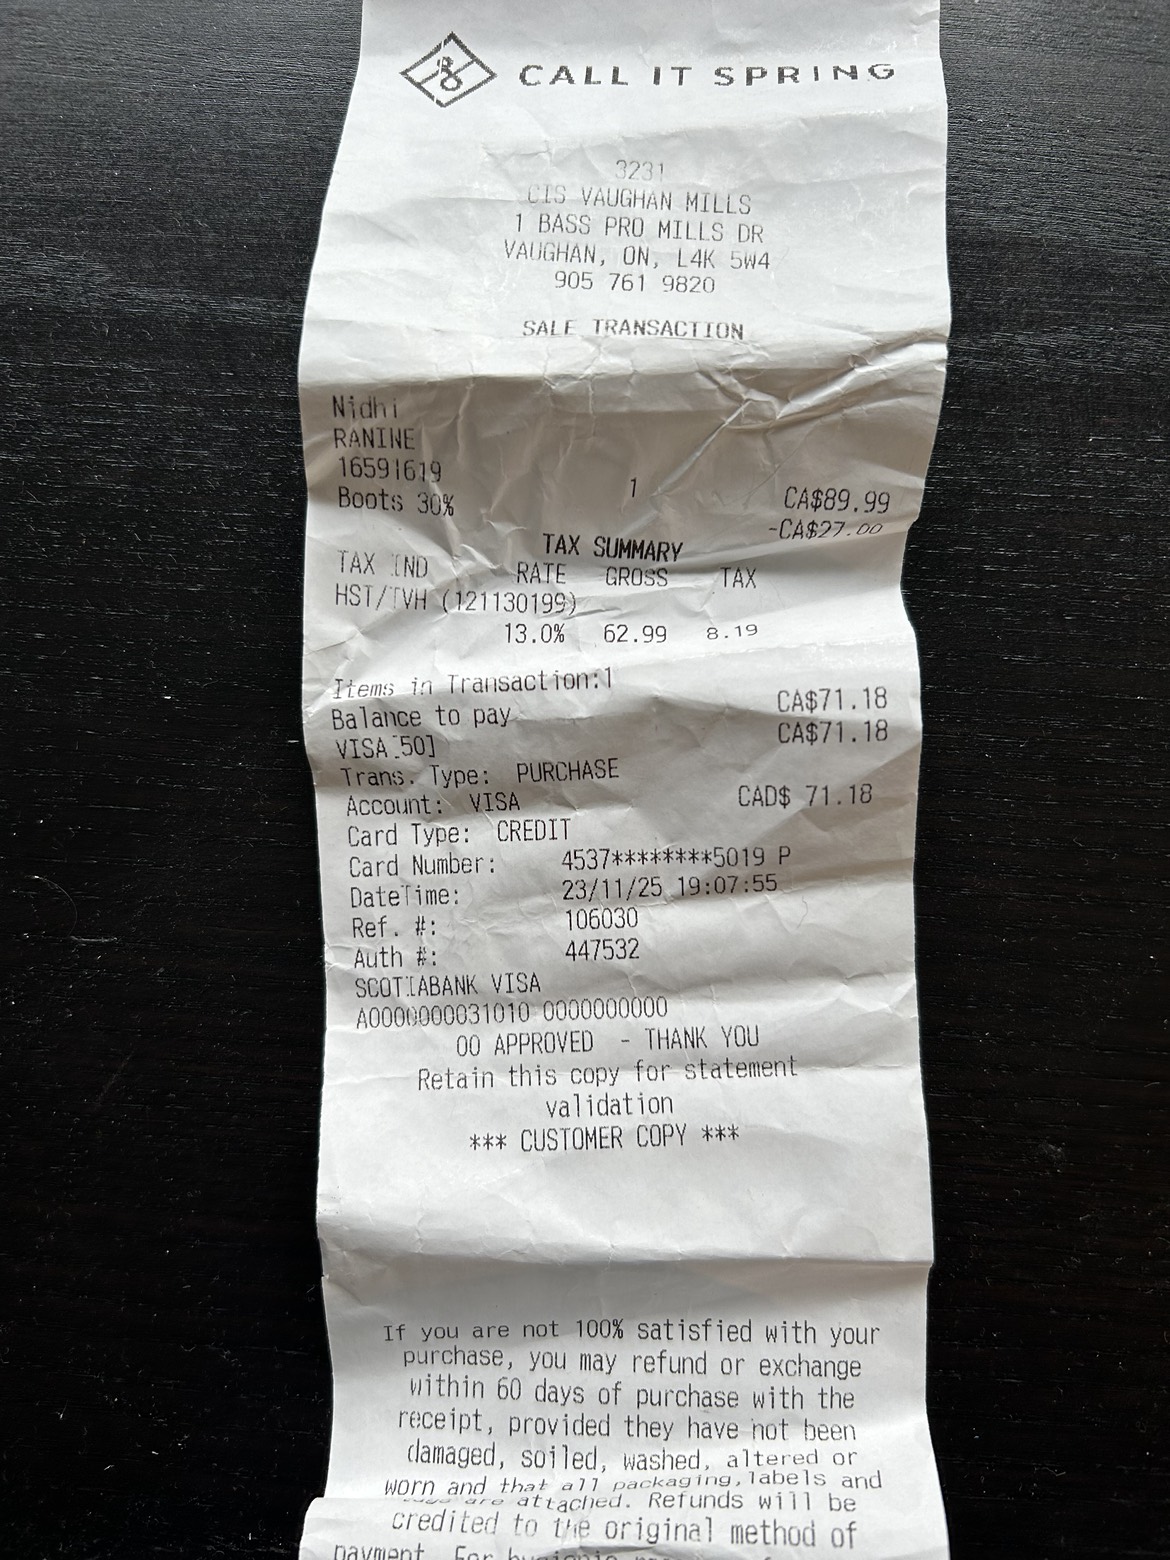 CALL IT SPRING
3231
CIS VAUGHAN MILLS
1 BASS PRO MILLS DR
VAUGHAN, ON, L4K 5W4
905 761 9820
SALE TRANSACTION
Nidhi
RANINE
16591619 1 CA$89.99
Boots 30% -CA$27.00
TAX SUMMARY
TAX IND RATE GROSS TAX
HST/TVH (121130199)
13.0% 62.99 8.19
Items in Transaction:1
Balance to pay CA$71.18
VISA[50] CA$71.18
Trans. Type: PURCHASE
Account: VISA CAD$ 71.18
Card Type: CREDIT
Card Number: 4537********5019 P
DateTime: 23/11/25 19:07:55
Ref. #: 106030
Auth #: 447532
SCOTIABANK VISA
A0000000031010 0000000000
00 APPROVED - THANK YOU
Retain this copy for statement
validation
*** CUSTOMER COPY ***
If you are not 100% satisfied with your
purchase, you may refund or exchange
within 60 days of purchase with the
receipt, provided they have not been
damaged, soiled, washed, altered or
worn and that all packaging, labels and
are attached. Refunds will be
credited to the original method of
payment. For